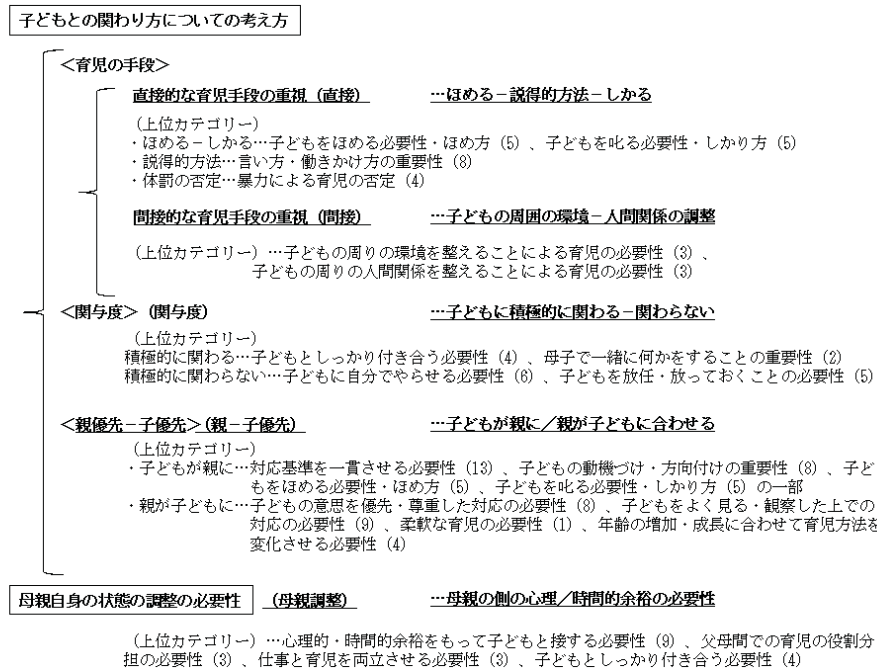 子どもとの関わり方についての考え方
＜育児の手段＞
直接的な育児手段の重視（直接） …ほめる－説得的方法－しかる
（上位カテゴリー）
・ほめる－しかる…子どもをほめる必要性・ほめ方（5）、子どもを叱る必要性・しかり方（5）
・説得的方法…言い方・働きかけ方の重要性（8）
・体罰の否定…暴力による育児の否定（4）
間接的な育児手段の重視（間接） …子どもの周囲の環境－人間関係の調整
（上位カテゴリー）…子どもの周りの環境を整えることによる育児の必要性（3）、
子どもの周りの人間関係を整えることによる育児の必要性（3）
＜関与度＞（関与度） …子どもに積極的に関わる－関わらない
（上位カテゴリー）
積極的に関わる…子どもとしっかり付き合う必要性（4）、母子で一緒に何かをすることの重要性（2）
積極的に関わらない…子どもに自分でやらせる必要性（6）、子どもを放任・放っておくことの必要性（5）
＜親優先－子優先＞（親－子優先） …子どもが親に／親が子どもに合わせる
（上位カテゴリー）
・子どもが親に…対応基準を一貫させる必要性（13）、子どもの動機づけ・方向付けの重要性（8）、子ど
もをほめる必要性・ほめ方（5）、子どもを叱る必要性・しかり方（5）の一部
・親が子どもに…子どもの意思を優先・尊重した対応の必要性（8）、子どもをよく見る・観察した上での
対応の必要性（9）、柔軟な育児の必要性（1）、年齢の増加・成長に合わせて育児方法を
変化させる必要性（4）
母親自身の状態の調整の必要性 （母親調整） …母親の側の心理／時間的余裕の必要性
（上位カテゴリー）…心理的・時間的余裕をもって子どもと接する必要性（9）、父母間での育児の役割分
担の必要性（3）、仕事と育児を両立させる必要性（3）、子どもとしっかり付き合う必要性（4）